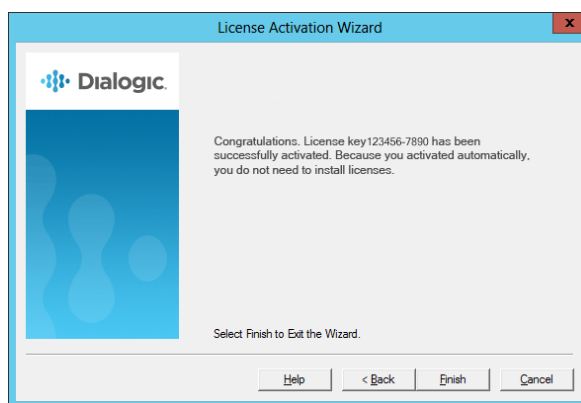 License Activation Wizard
x
Dialogic.
Congratulations. License key123456-7890 has been
successfully activated. Because you activated automatically,
you do not need to install licenses.
Select Finish to Exit the Wizard.
Help
< Back
Finish
Cancel